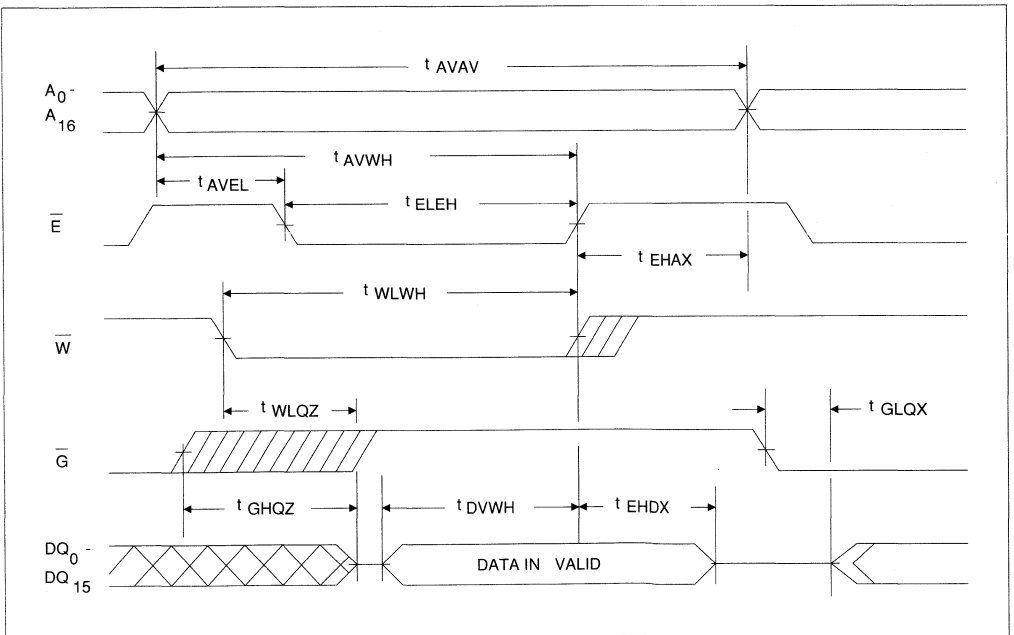 t AVAV
A0 -
A16
t AVWH
t AVEL
t ELEH
E̅
t EHAX
t WLWH
W̅
t WLQZ
t GLQX
G̅
t GHQZ
t DVWH
t EHDX
DQ0 -
DQ15
DATA IN VALID